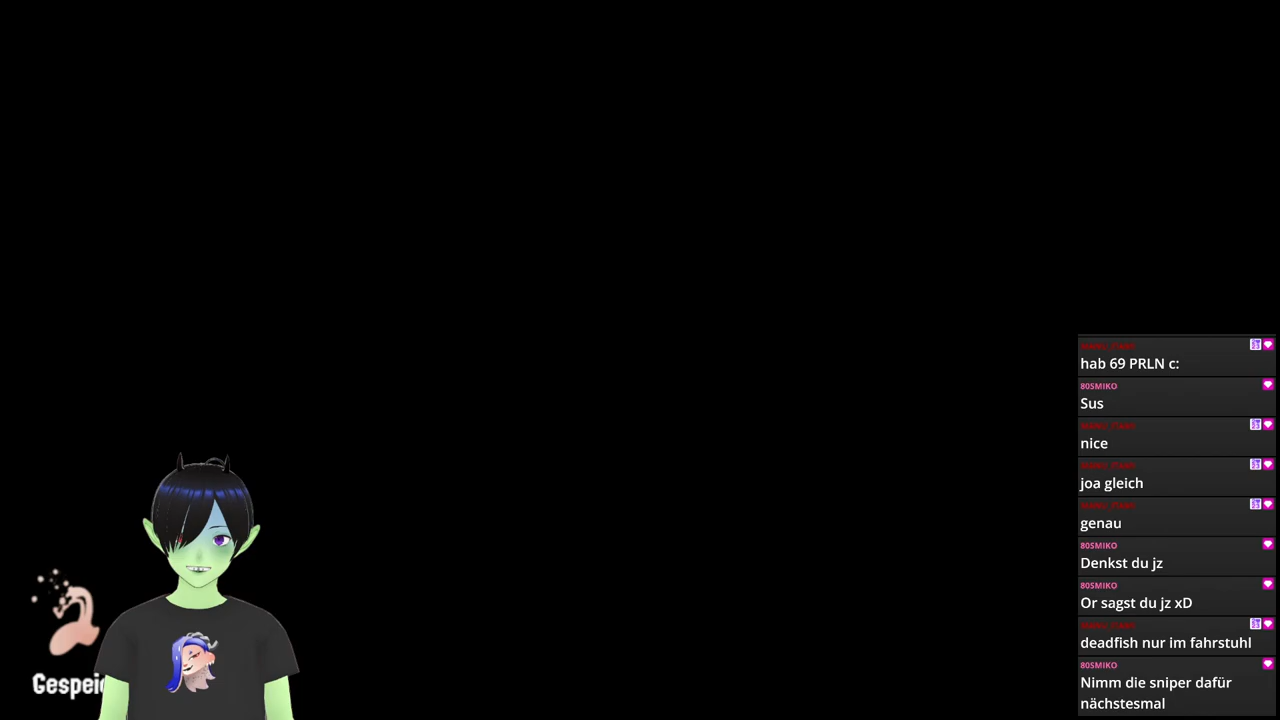 hab 69 PRLN c:
80SMIKO
Sus
nice
joa gleich
genau
80SMIKO
Denkst du jz
80SMIKO
Or sagst du jz xD
deadfish nur im fahrstuhl
80SMIKO
Nimm die sniper dafür
nächstesmal
Gespei